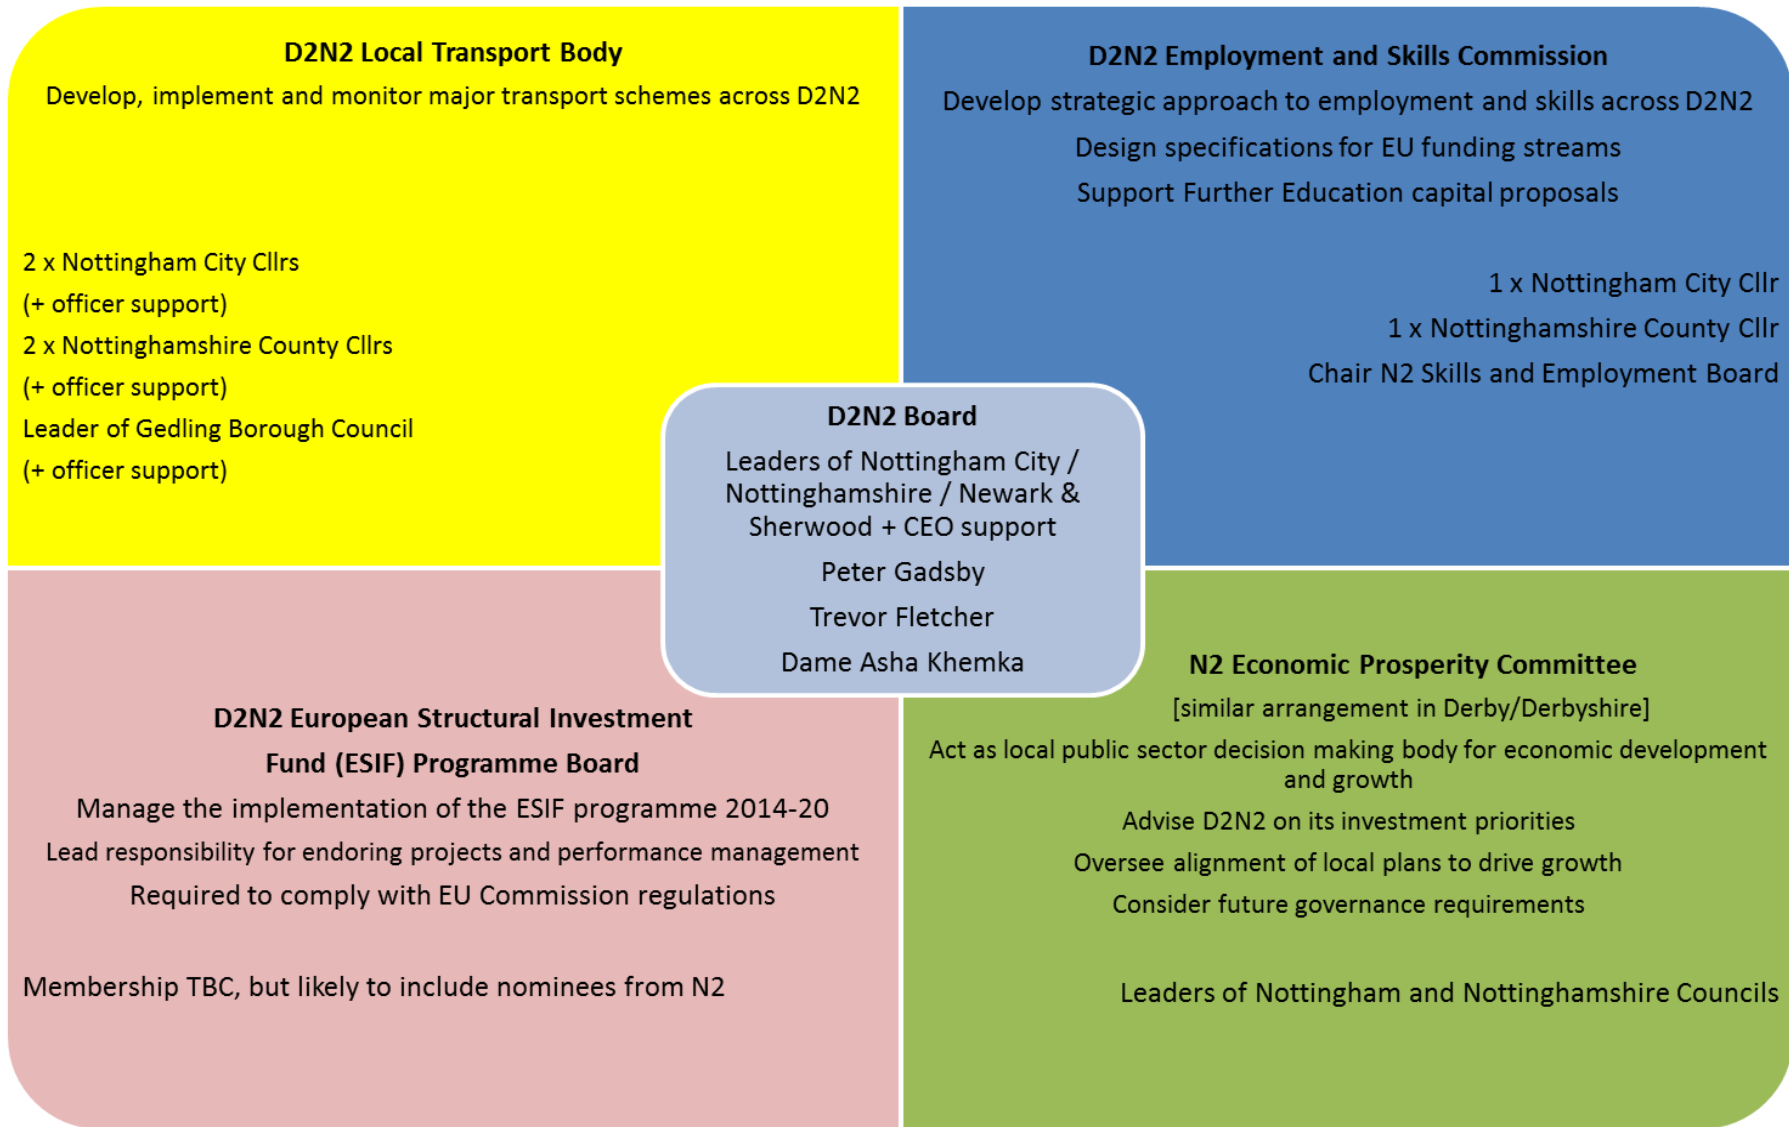 D2N2 Local Transport Body
Develop, implement and monitor major transport schemes across D2N2
2 x Nottingham City Cllrs
(+ officer support)
2 x Nottinghamshire County Cllrs
(+ officer support)
Leader of Gedling Borough Council
(+ officer support)
D2N2 Employment and Skills Commission
Develop strategic approach to employment and skills across D2N2
Design specifications for EU funding streams
Support Further Education capital proposals
1 x Nottingham City Cllr
1 x Nottinghamshire County Cllr
Chair N2 Skills and Employment Board
D2N2 Board
Leaders of Nottingham City /
Nottinghamshire / Newark &
Sherwood + CEO support
Peter Gadsby
Trevor Fletcher
Dame Asha Khemka
D2N2 European Structural Investment
Fund (ESIF) Programme Board
Manage the implementation of the ESIF programme 2014-20
Lead responsibility for endoring projects and performance management
Required to comply with EU Commission regulations
Membership TBC, but likely to include nominees from N2
N2 Economic Prosperity Committee
[similar arrangement in Derby/Derbyshire]
Act as local public sector decision making body for economic development
and growth
Advise D2N2 on its investment priorities
Oversee alignment of local plans to drive growth
Consider future governance requirements
Leaders of Nottingham and Nottinghamshire Councils